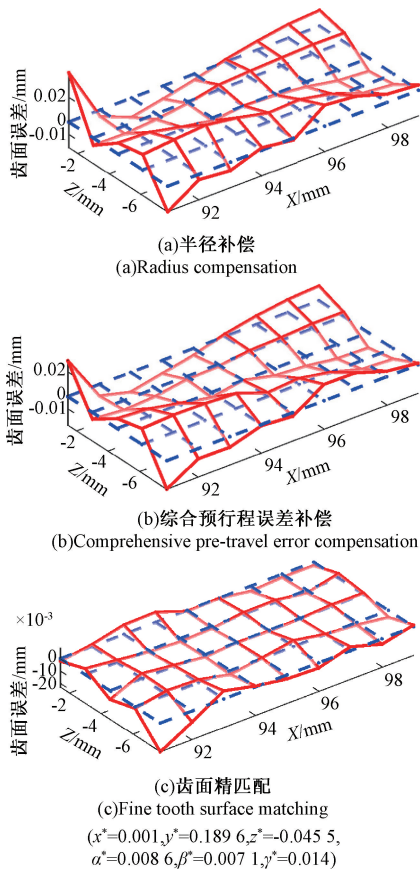 齿面误差/mm
0.02
0
-0.01
-2
-4
-6
Z/mm
92
94
96
98
X/mm
(a)半径补偿
(a)Radius compensation
齿面误差/mm
0.02
0
-0.01
-2
-4
-6
Z/mm
92
94
96
98
X/mm
(b)综合预行程误差补偿
(b)Comprehensive pre-travel error compensation
×10⁻³
齿面误差/mm
0
-10
-20
-2
-4
-6
Z/mm
92
94
96
98
X/mm
(c)齿面精匹配
(c)Fine tooth surface matching
(x*=0.001,y*=0.189 6,z*=-0.045 5,
α*=0.008 6,β*=0.007 1,γ*=0.014)